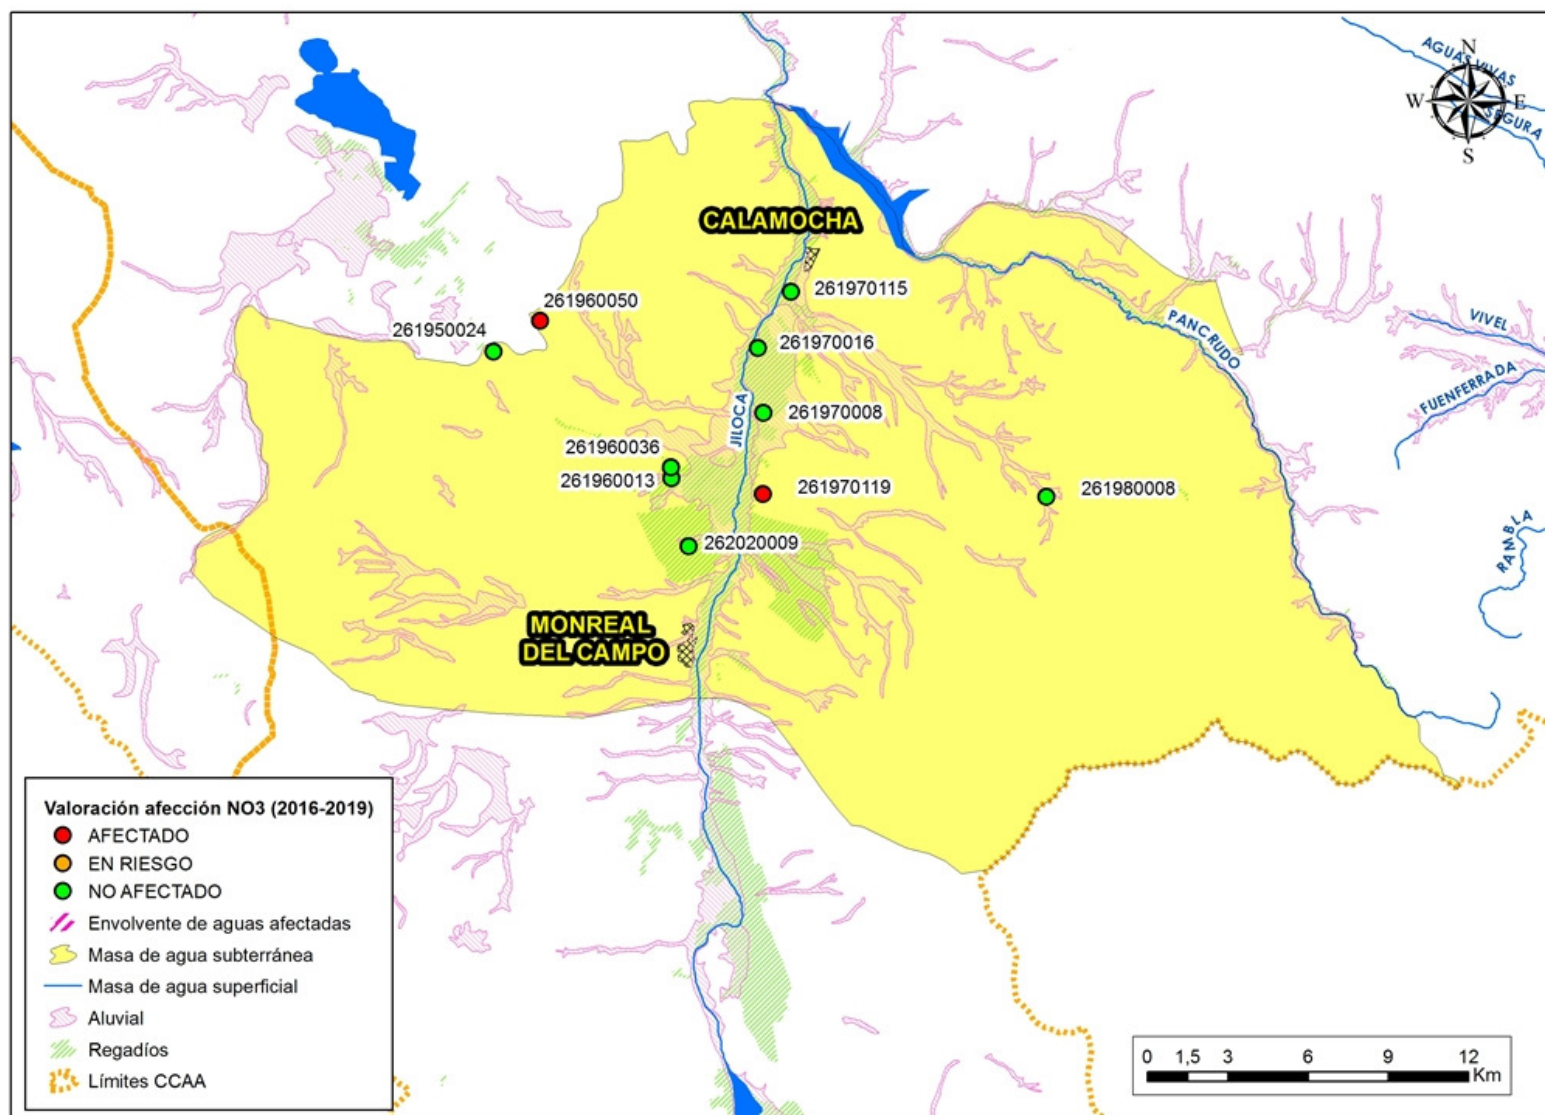 AGUAS VIVAS
N
W
E
S
SEGURA
CALAMOCHA
261960050
261970115
261950024
261970016
PANCRUDO
VIVEL
FUENFERRADA
JILOCA
261970008
261960036
261960013
261970119
261980008
RAMBLA
262020009
MONREAL
DEL CAMPO
Valoración afección NO3 (2016-2019)
AFECTADO
EN RIESGO
NO AFECTADO
Envolvente de aguas afectadas
Masa de agua subterránea
Masa de agua superficial
Aluvial
Regadíos
Límites CCAA
0 1,5 3 6 9 12
Km